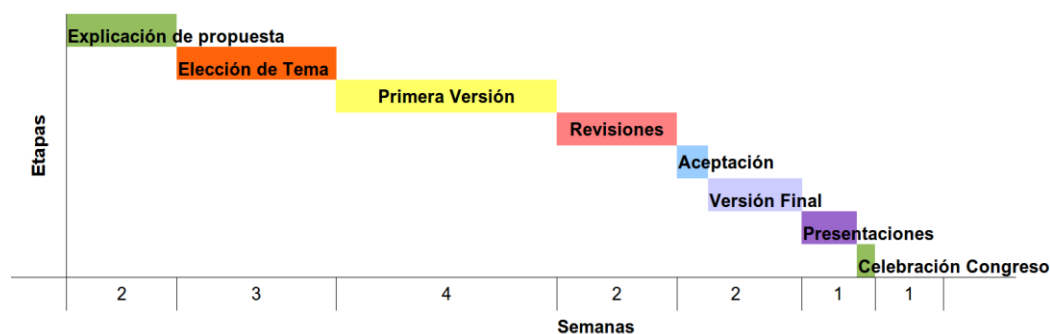 Explicación de propuesta
Elección de Tema
Primera Versión
Revisiones
Aceptación
Versión Final
Presentaciones
Celebración Congreso
Etapas
2 3 4 2 2 1 1
Semanas